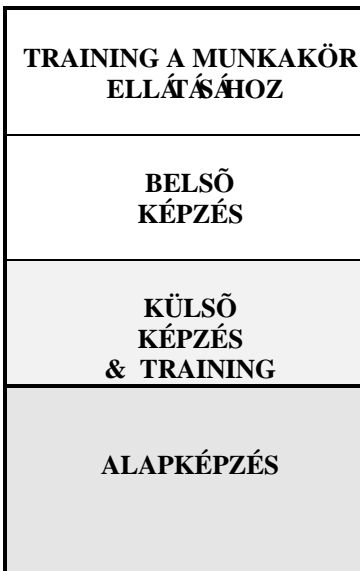 TRAINING A MUNKAKÖR
ELLÁTÁSÁHOZ
BELSÕ
KÉPZÉS
KÜLSÕ
KÉPZÉS
& TRAINING
ALAPKÉPZÉS